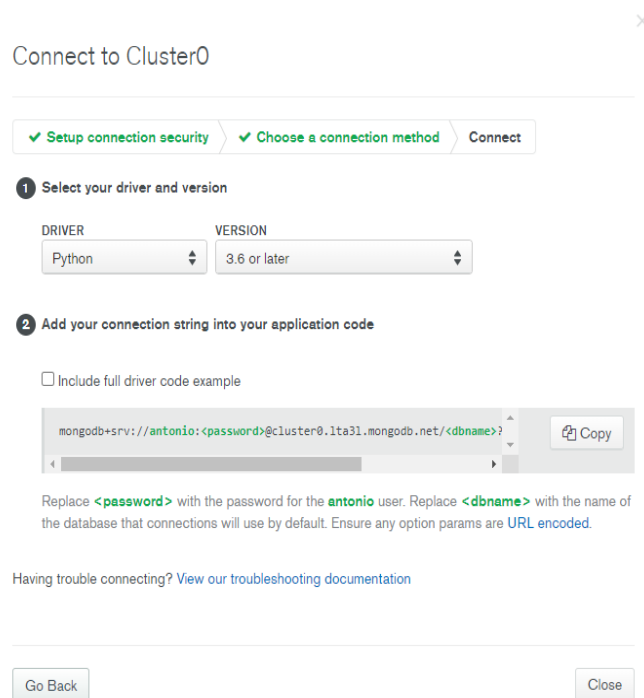 Connect to Cluster0
✔ Setup connection security ✔ Choose a connection method Connect
1 Select your driver and version
DRIVER VERSION
Python 3.6 or later
2 Add your connection string into your application code
Include full driver code example
mongodb+srv://antonio:<password>@cluster0.lta3l.mongodb.net/<dbname>?
Copy
Replace <password> with the password for the antonio user. Replace <dbname> with the name of
the database that connections will use by default. Ensure any option params are URL encoded.
Having trouble connecting? View our troubleshooting documentation
Go Back Close